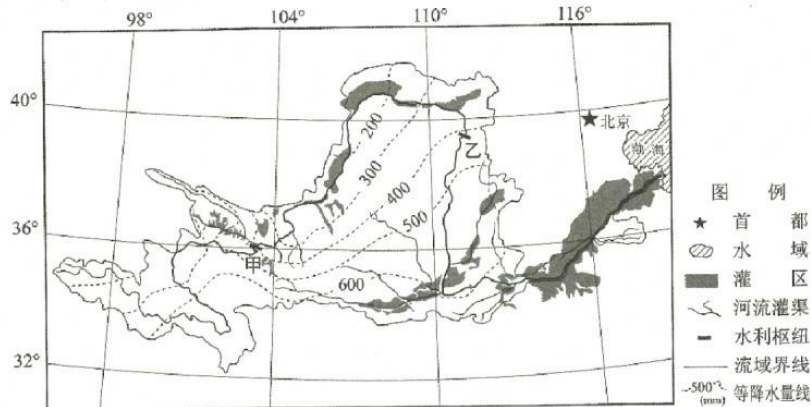 98° 104° 110° 116°
40°
36°
32°
北京
渤海
200
300
400
500
600
甲
乙
图 例
首 都
水 域
灌 区
河流灌渠
水利枢纽
流域界线
500 (mm) 等降水量线